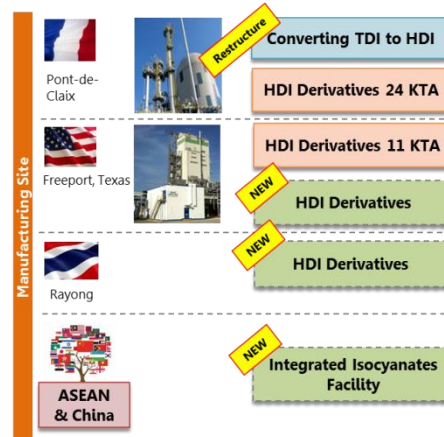 Manufacturing Site
Pont-de-
Claix
Restructure
Converting TDI to HDI
HDI Derivatives 24 KTA
Freeport, Texas
HDI Derivatives 11 KTA
NEW
HDI Derivatives
Rayong
NEW
HDI Derivatives
ASEAN
& China
NEW
Integrated Isocyanates
Facility